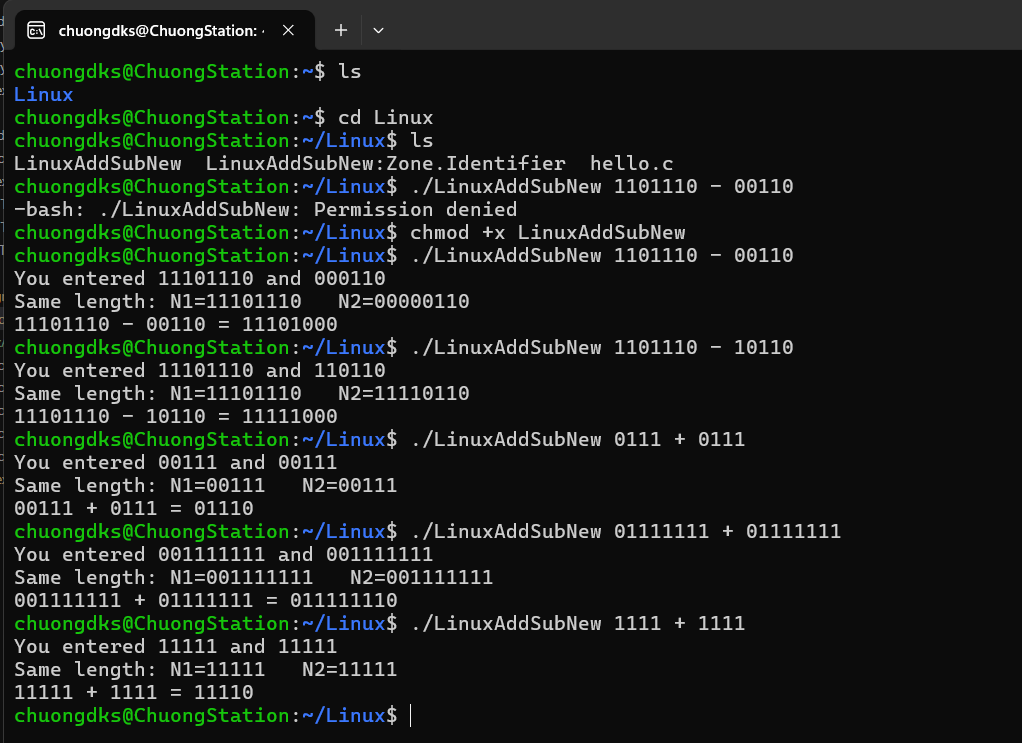 chuongdks@ChuongStation: ~
chuongdks@ChuongStation:~$ ls
Linux
chuongdks@ChuongStation:~$ cd Linux
chuongdks@ChuongStation:~/Linux$ ls
LinuxAddSubNew  LinuxAddSubNew:Zone.Identifier  hello.c
chuongdks@ChuongStation:~/Linux$ ./LinuxAddSubNew 1101110 - 00110
-bash: ./LinuxAddSubNew: Permission denied
chuongdks@ChuongStation:~/Linux$ chmod +x LinuxAddSubNew
chuongdks@ChuongStation:~/Linux$ ./LinuxAddSubNew 1101110 - 00110
You entered 11101110 and 000110
Same length: N1=11101110   N2=00000110
11101110 - 00110 = 11101000
chuongdks@ChuongStation:~/Linux$ ./LinuxAddSubNew 1101110 - 10110
You entered 11101110 and 110110
Same length: N1=11101110   N2=11110110
11101110 - 10110 = 11111000
chuongdks@ChuongStation:~/Linux$ ./LinuxAddSubNew 0111 + 0111
You entered 00111 and 00111
Same length: N1=00111   N2=00111
00111 + 0111 = 01110
chuongdks@ChuongStation:~/Linux$ ./LinuxAddSubNew 01111111 + 01111111
You entered 001111111 and 001111111
Same length: N1=001111111   N2=001111111
001111111 + 01111111 = 011111110
chuongdks@ChuongStation:~/Linux$ ./LinuxAddSubNew 1111 + 1111
You entered 11111 and 11111
Same length: N1=11111   N2=11111
11111 + 1111 = 11110
chuongdks@ChuongStation:~/Linux$